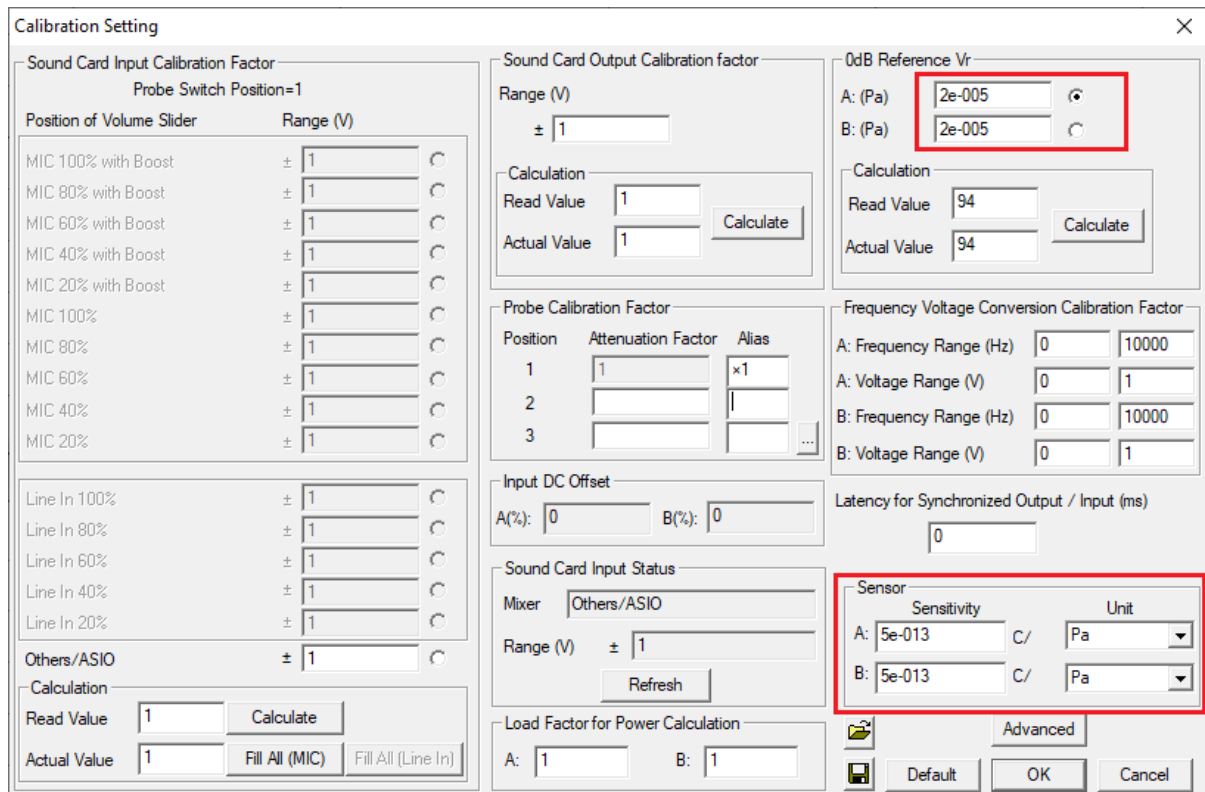 Calibration Setting
Sound Card Input Calibration Factor
Probe Switch Position=1
Position of Volume Slider Range (V)
MIC 100% with Boost ± 1
MIC 80% with Boost ± 1
MIC 60% with Boost ± 1
MIC 40% with Boost ± 1
MIC 20% with Boost ± 1
MIC 100% ± 1
MIC 80% ± 1
MIC 60% ± 1
MIC 40% ± 1
MIC 20% ± 1
Line In 100% ± 1
Line In 80% ± 1
Line In 60% ± 1
Line In 40% ± 1
Line In 20% ± 1
Others/ASIO ± 1
Calculation
Read Value 1 Calculate
Actual Value 1 Fill All (MIC) Fill All (Line In)
Sound Card Output Calibration factor
Range (V)
± 1
Calculation
Read Value 1
Calculate
Actual Value 1
Probe Calibration Factor
Position Attenuation Factor Alias
1 1 ×1
2
3 ...
Input DC Offset
A(%): 0 B(%): 0
Sound Card Input Status
Mixer Others/ASIO
Range (V) ± 1
Refresh
Load Factor for Power Calculation
A: 1 B: 1
0dB Reference Vr
A: (Pa) 2e-005
B: (Pa) 2e-005
Calculation
Read Value 94
Calculate
Actual Value 94
Frequency Voltage Conversion Calibration Factor
A: Frequency Range (Hz) 0 10000
A: Voltage Range (V) 0 1
B: Frequency Range (Hz) 0 10000
B: Voltage Range (V) 0 1
Latency for Synchronized Output / Input (ms)
0
Sensor
Sensitivity Unit
A: 5e-013 C/ Pa
B: 5e-013 C/ Pa
Advanced
Default OK Cancel